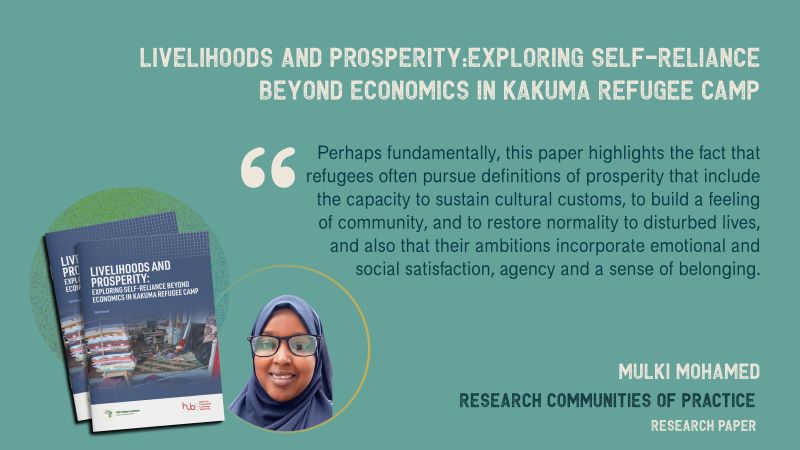 LIVELIHOODS AND PROSPERITY:EXPLORING SELF-RELIANCE
BEYOND ECONOMICS IN KAKUMA REFUGEE CAMP
“
Perhaps fundamentally, this paper highlights the fact that
refugees often pursue definitions of prosperity that include
the capacity to sustain cultural customs, to build a feeling
of community, and to restore normality to disturbed lives,
and also that their ambitions incorporate emotional and
social satisfaction, agency and a sense of belonging.
LIVELIHOODS AND
PROSPERITY:
EXPLORING SELF-RELIANCE BEYOND
ECONOMICS IN KAKUMA REFUGEE CAMP
hub
MULKI MOHAMED
RESEARCH COMMUNITIES OF PRACTICE
RESEARCH PAPER